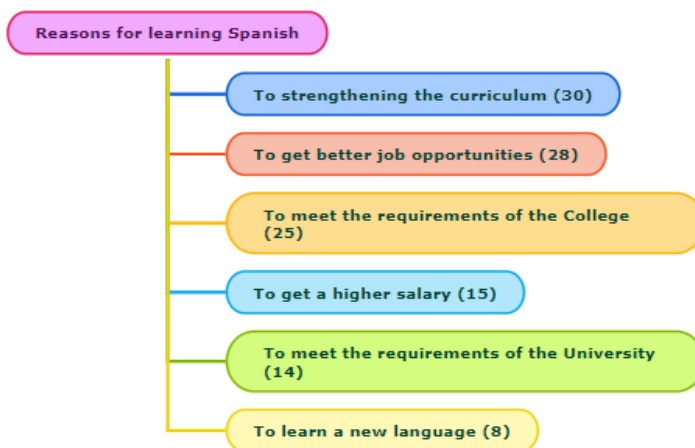 Reasons for learning Spanish
To strengthening the curriculum (30)
To get better job opportunities (28)
To meet the requirements of the College
(25)
To get a higher salary (15)
To meet the requirements of the University
(14)
To learn a new language (8)